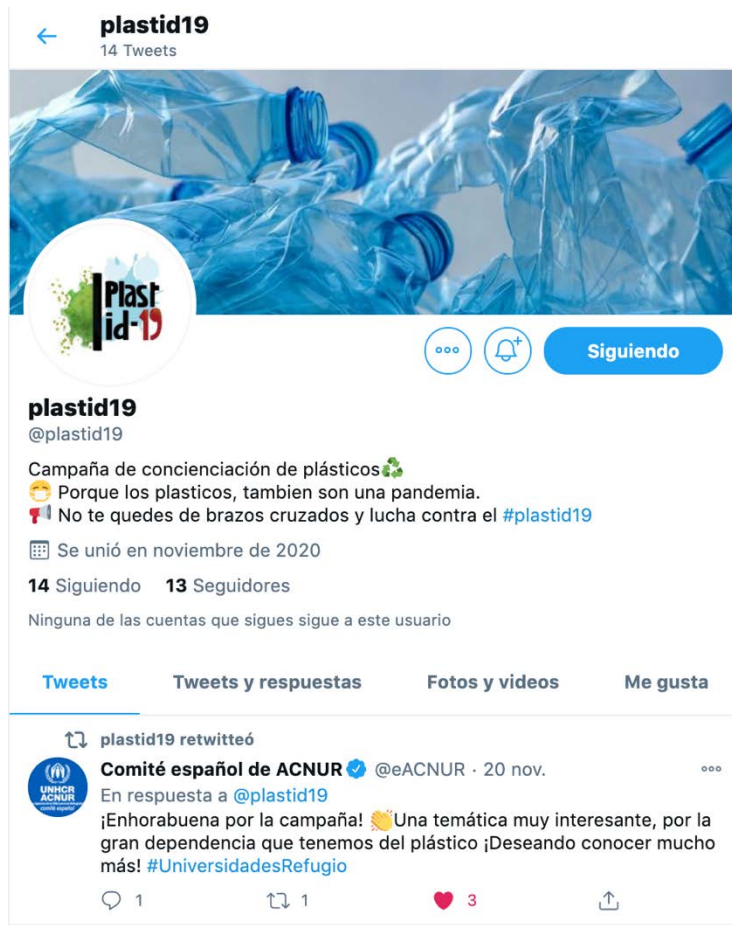 plastid19
14 Tweets
Plast
id-19
Siguiendo
plastid19
@plastid19
Campaña de concienciación de plásticos
Porque los plasticos, tambien son una pandemia.
No te quedes de brazos cruzados y lucha contra el #plastid19
Se unió en noviembre de 2020
14 Siguiendo 13 Seguidores
Ninguna de las cuentas que sigues sigue a este usuario
Tweets Tweets y respuestas Fotos y videos Me gusta
plastid19 retwitteó
Comité español de ACNUR @eACNUR · 20 nov.
UNHCR
ACNUR
comité español
En respuesta a @plastid19
¡Enhorabuena por la campaña! Una temática muy interesante, por la
gran dependencia que tenemos del plástico ¡Deseando conocer mucho
más! #UniversidadesRefugio
1 1 3